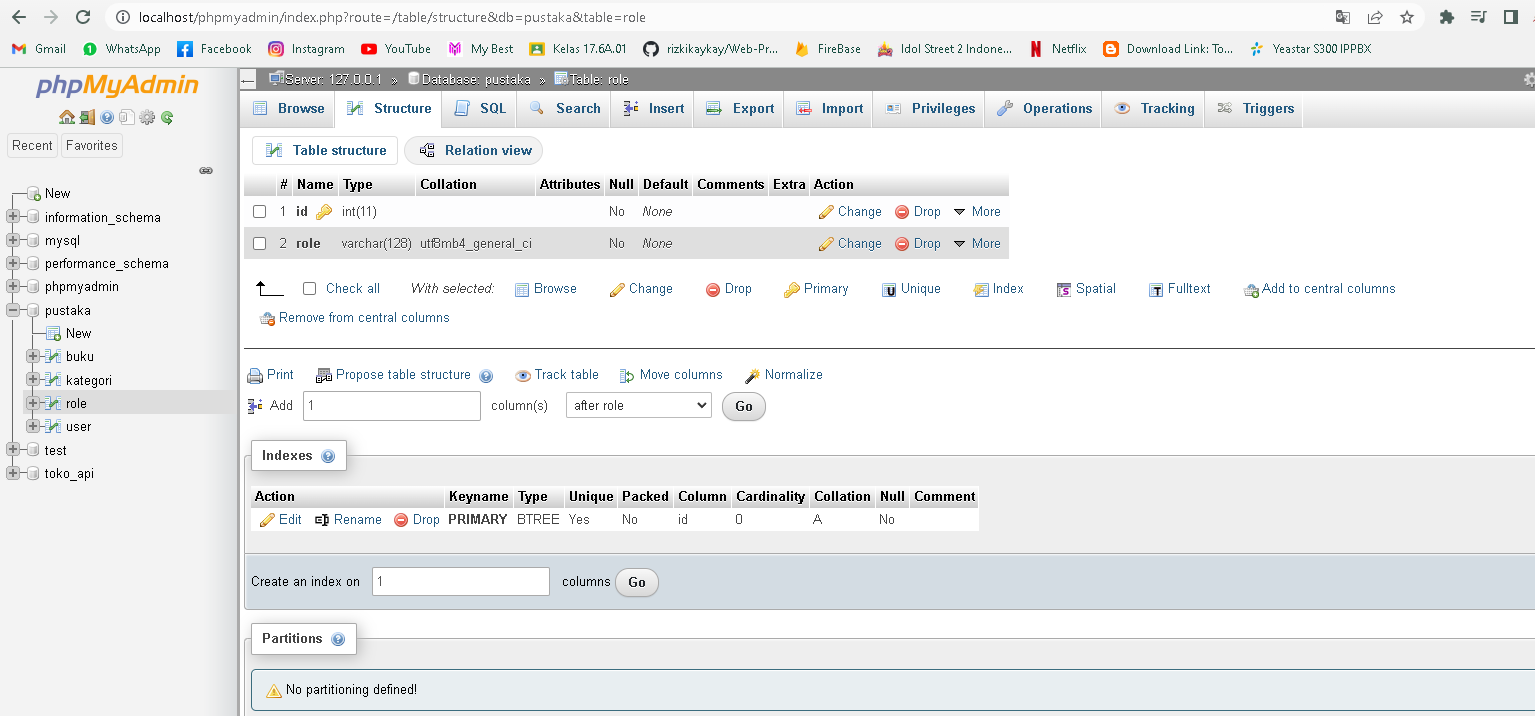 localhost/phpmyadmin/index.php?route=/table/structure&db=pustaka&table=role
Gmail WhatsApp Facebook Instagram YouTube My Best Kelas 17.6A.01 rizkikaykay/Web-Pr... FireBase Idol Street 2 Indone... Netflix Download Link: To... Yeastar S300 IPPBX
phpMyAdmin
Recent Favorites
New
information_schema
mysql
performance_schema
phpmyadmin
pustaka
New
buku
kategori
role
user
test
toko_api
Server: 127.0.0.1 » Database: pustaka » Table: role
Browse Structure SQL Search Insert Export Import Privileges Operations Tracking Triggers
Table structure Relation view
# Name Type Collation Attributes Null Default Comments Extra Action
1 id int(11) No None Change Drop More
2 role varchar(128) utf8mb4_general_ci No None Change Drop More
Check all With selected: Browse Change Drop Primary Unique Index Spatial Fulltext Add to central columns
Remove from central columns
Print Propose table structure Track table Move columns Normalize
Add 1 column(s) after role Go
Indexes
Action Keyname Type Unique Packed Column Cardinality Collation Null Comment
Edit Rename Drop PRIMARY BTREE Yes No id 0 A No
Create an index on 1 columns Go
Partitions
No partitioning defined!